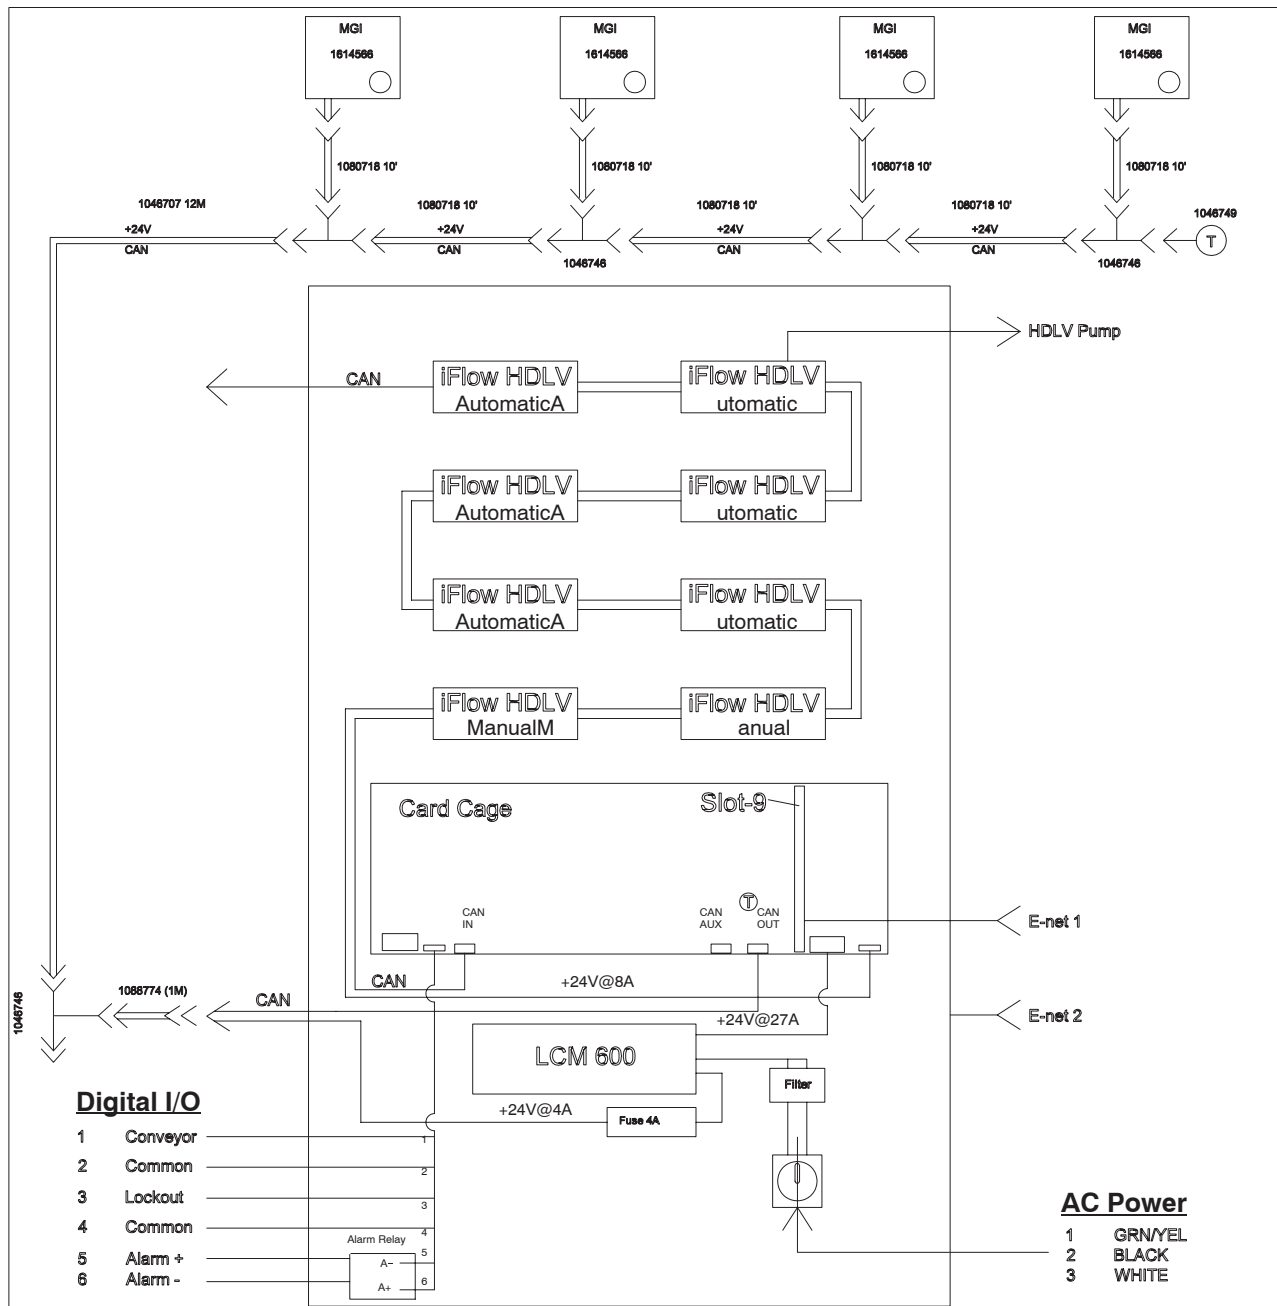 MGI MGI MGI MGI
1614566 1614566 1614566 1614566
1080718 10' 1080718 10' 1080718 10' 1080718 10'
1046707 12M 1080718 10' 1080718 10' 1080718 10' 1046749
+24V +24V +24V +24V
CAN CAN CAN CAN
T
1046746 1046746
HDLV Pump
CAN
iFlow HDLV iFlow HDLV
AutomaticA utomatic
iFlow HDLV iFlow HDLV
AutomaticA utomatic
iFlow HDLV iFlow HDLV
AutomaticA utomatic
iFlow HDLV iFlow HDLV
ManualM anual
Card Cage Slot-9
T
CAN CAN CAN
IN AUX OUT
E-net 1
CAN +24V@8A
1088774 (1M) CAN
1046746
+24V@27A
E-net 2
LCM 600
Filter
+24V@4A
Fuse 4A
Digital I/O
1 Conveyor 1
2 Common 2
3 Lockout 3
4 Common 4
Alarm Relay
5 Alarm + A- 5
6 Alarm - A+ 6
AC Power
1 GRN/YEL
2 BLACK
3 WHITE